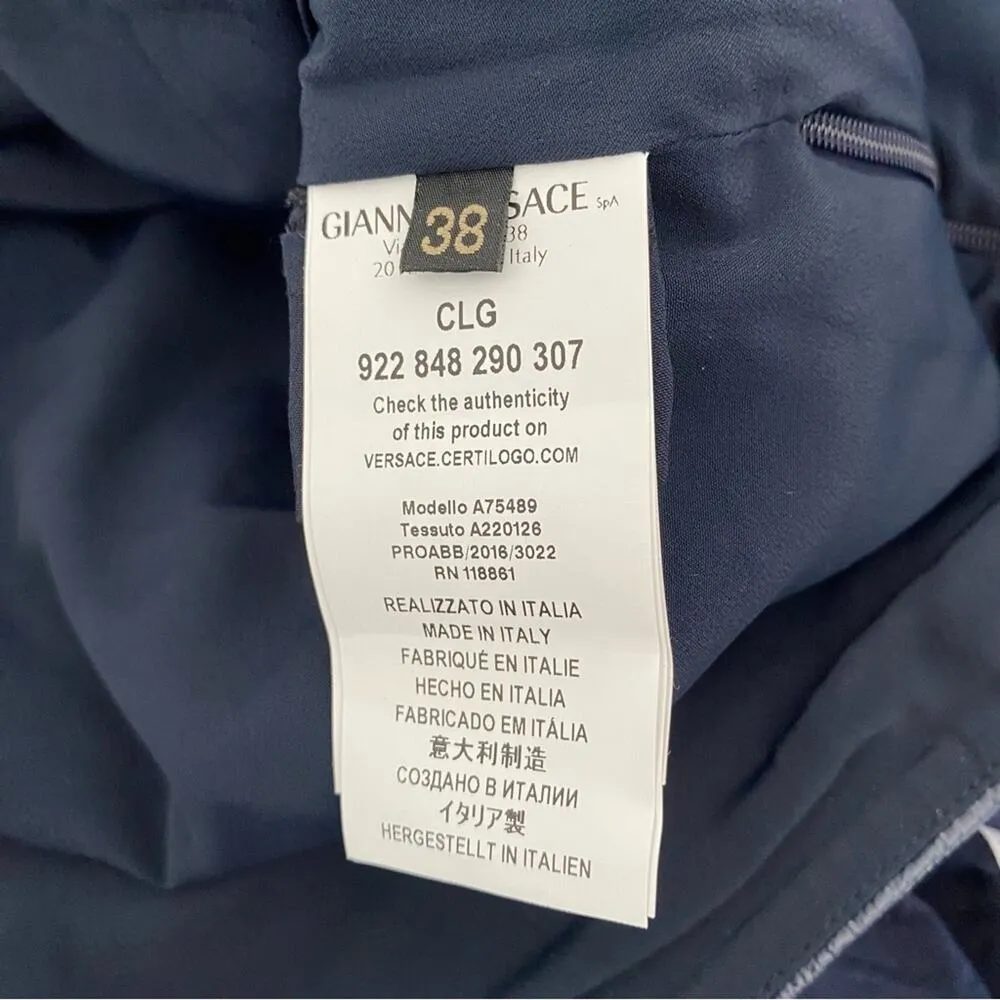 GIANN SACE SpA
38
Vi 38
20 Italy
CLG
922 848 290 307
Check the authenticity
of this product on
VERSACE.CERTILOGO.COM
Modello A75489
Tessuto A220126
PROABB/2016/3022
RN 118861
REALIZZATO IN ITALIA
MADE IN ITALY
FABRIQUÉ EN ITALIE
HECHO EN ITALIA
FABRICADO EM ITÁLIA
意大利制造
СОЗДАНО В ИТАЛИИ
イタリア製
HERGESTELLT IN ITALIEN